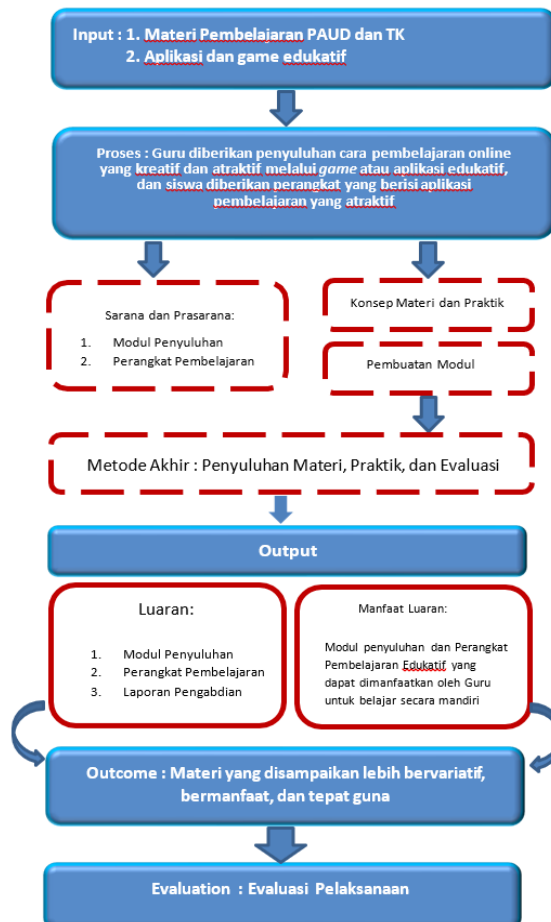 Input : 1. Materi Pembelajaran PAUD dan TK
2. Aplikasi dan game edukatif
Proses : Guru diberikan penyuluhan cara pembelajaran online
yang kreatif dan atraktif melalui game atau aplikasi edukatif,
dan siswa diberikan perangkat yang berisi aplikasi
pembelajaran yang atraktif
Sarana dan Prasarana:
1. Modul Penyuluhan
2. Perangkat Pembelajaran
Konsep Materi dan Praktik
Pembuatan Modul
Metode Akhir : Penyuluhan Materi, Praktik, dan Evaluasi
Output
Luaran:
1. Modul Penyuluhan
2. Perangkat Pembelajaran
3. Laporan Pengabdian
Manfaat Luaran:
Modul penyuluhan dan Perangkat
Pembelajaran Edukatif yang
dapat dimanfaatkan oleh Guru
untuk belajar secara mandiri
Outcome : Materi yang disampaikan lebih bervariatif,
bermanfaat, dan tepat guna
Evaluation : Evaluasi Pelaksanaan